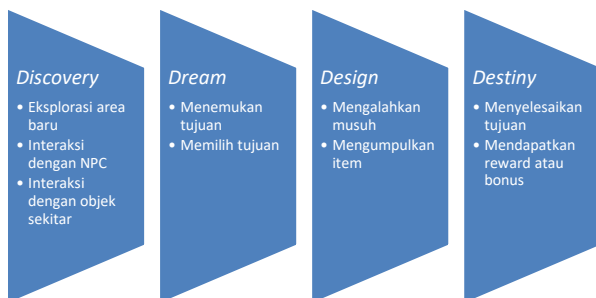 Discovery
• Eksplorasi area
baru
• Interaksi
dengan NPC
• Interaksi
dengan objek
sekitar
Dream
• Menemukan
tujuan
• Memilih tujuan
Design
• Mengalahkan
musuh
• Mengumpulkan
item
Destiny
• Menyelesaikan
tujuan
• Mendapatkan
reward atau
bonus